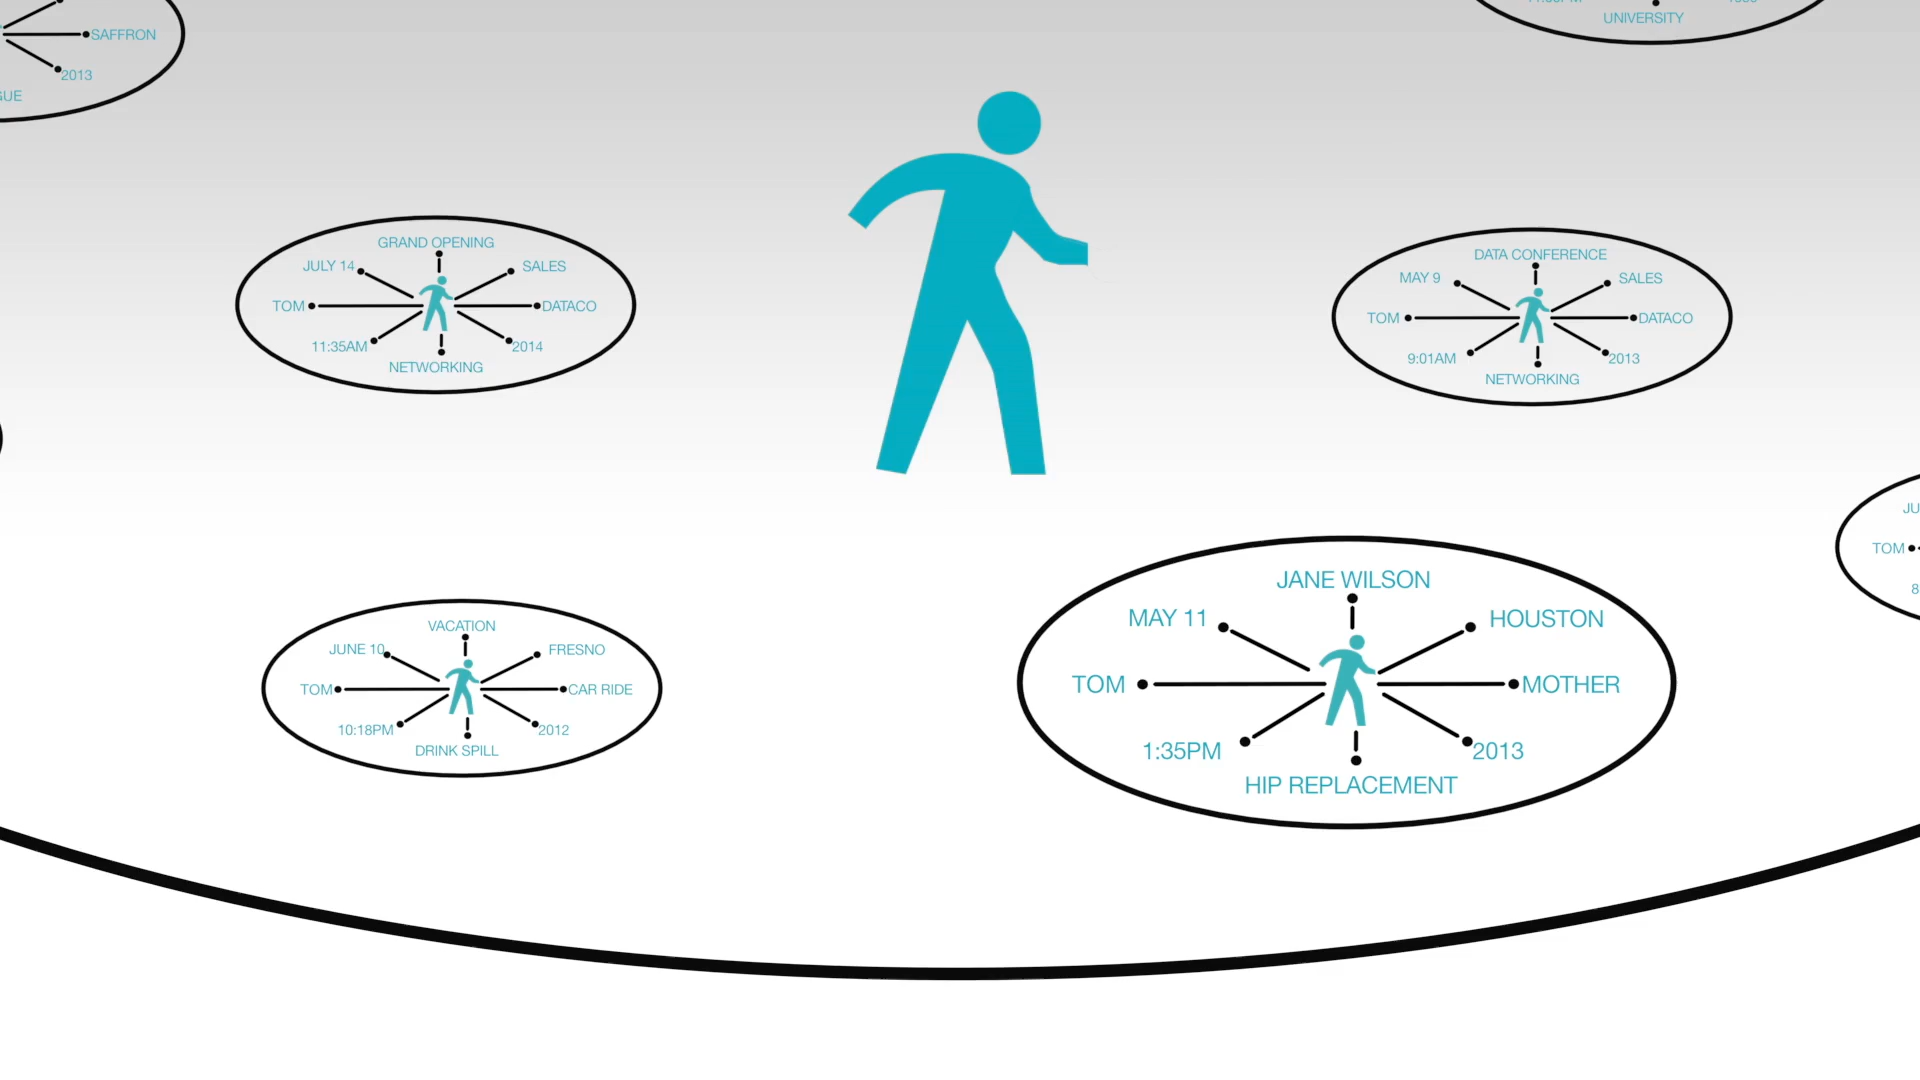 SAFFRON
2013
UNIVERSITY
GRAND OPENING
JULY 14
SALES
TOM
DATACO
11:35AM
2014
NETWORKING
DATA CONFERENCE
MAY 9
SALES
TOM
DATACO
9:01AM
2013
NETWORKING
TOM
VACATION
JUNE 10
FRESNO
TOM
CAR RIDE
10:18PM
2012
DRINK SPILL
JANE WILSON
MAY 11
HOUSTON
TOM
MOTHER
1:35PM
2013
HIP REPLACEMENT